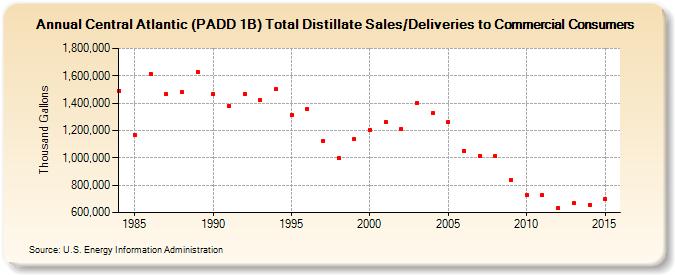 Annual Central Atlantic (PADD 1B) Total Distillate Sales/Deliveries to Commercial Consumers
Thousand Gallons
1,800,000
1,600,000
1,400,000
1,200,000
1,000,000
800,000
600,000
1985 1990 1995 2000 2005 2010 2015
Source: U.S. Energy Information Administration